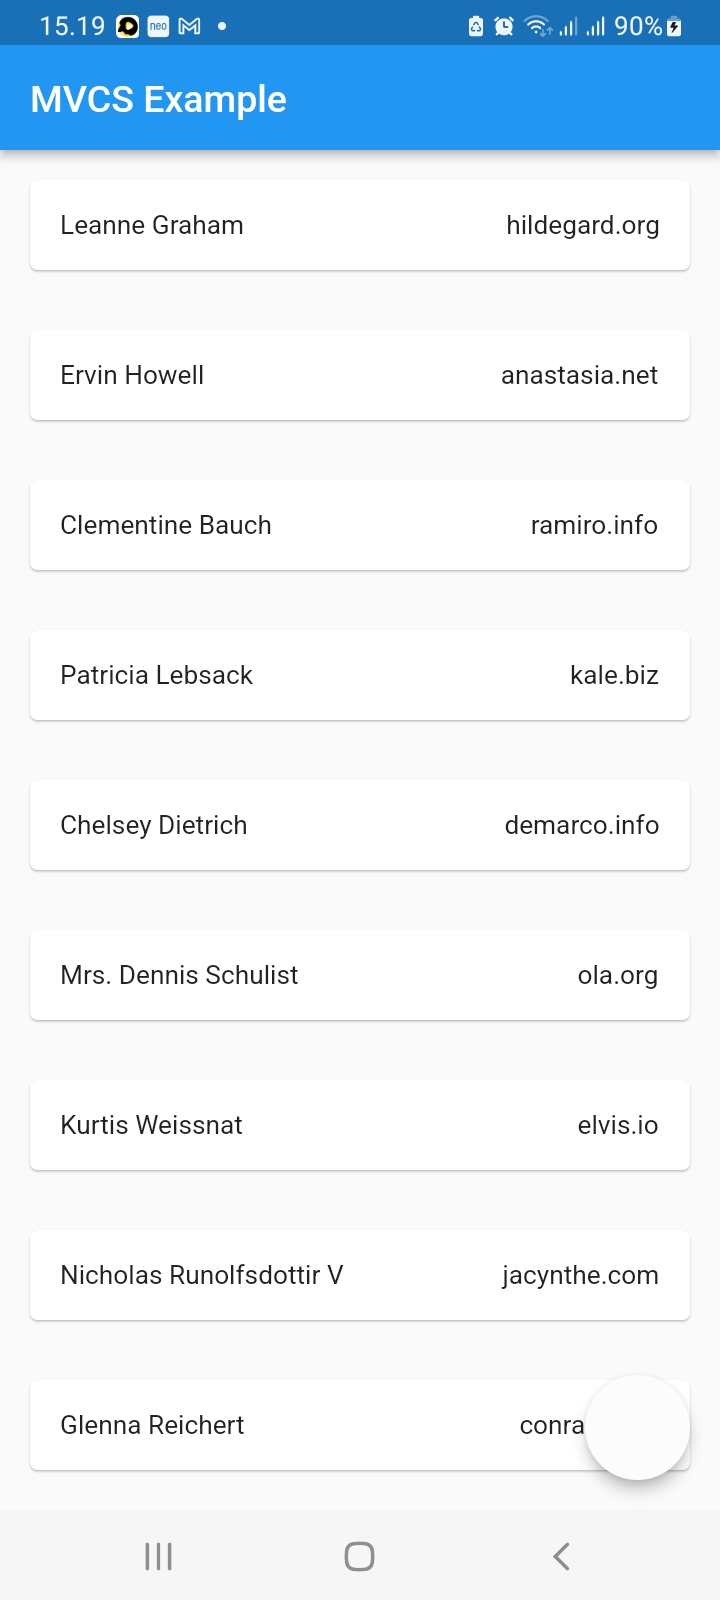 15.19 neo 90%
MVCS Example
Leanne Graham hildegard.org
Ervin Howell anastasia.net
Clementine Bauch ramiro.info
Patricia Lebsack kale.biz
Chelsey Dietrich demarco.info
Mrs. Dennis Schulist ola.org
Kurtis Weissnat elvis.io
Nicholas Runolfsdottir V jacynthe.com
Glenna Reichert conra